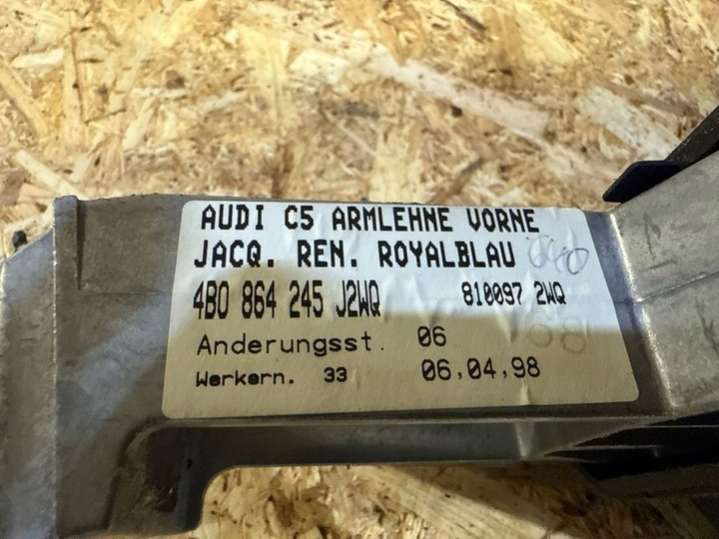 AUDI C5 ARMLEHNE VORNE
JACQ. REN. ROYALBLAU
4B0 864 245 J2WQ 810097 2WQ
Anderungsst. 06
Werkern. 33 06,04,98